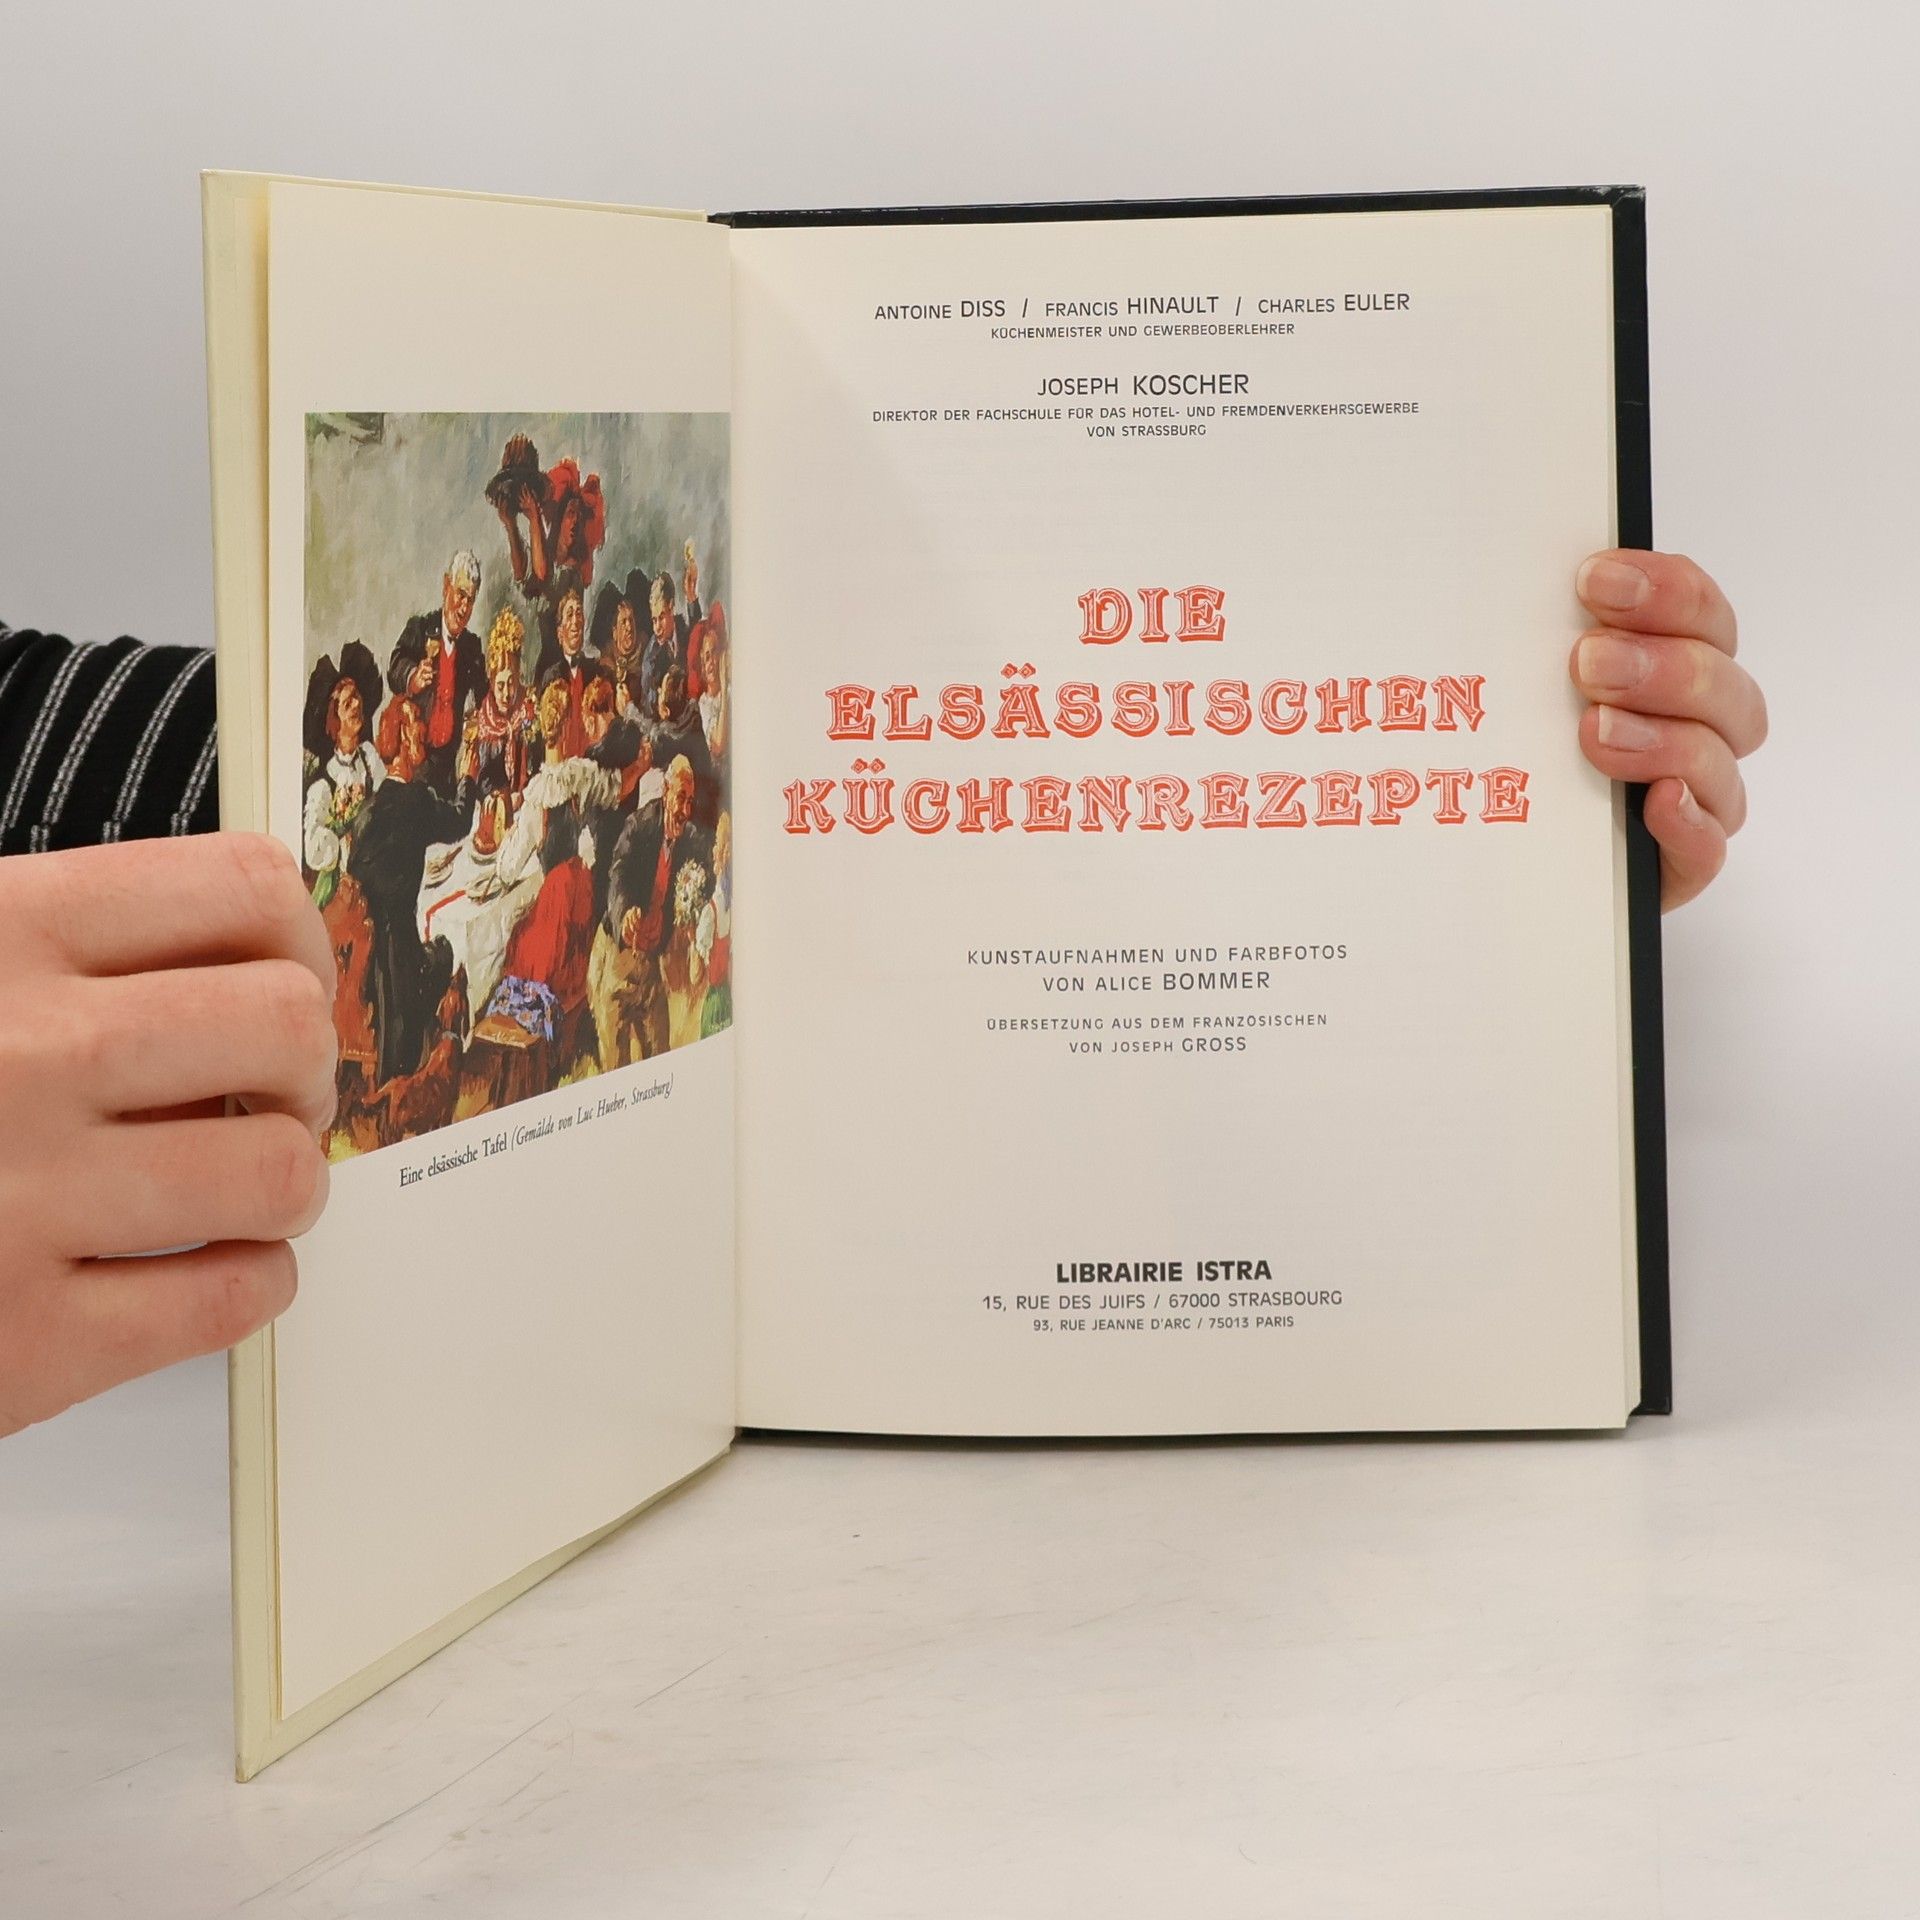 Eine elsässische Tafel (Gemälde von Luc Hueber, Strassburg)
ANTOINE DISS / FRANCIS HINAULT / CHARLES EULER
KÜCHENMEISTER UND GEWERBEOBERLEHRER
JOSEPH KOSCHER
DIREKTOR DER FACHSCHULE FÜR DAS HOTEL- UND FREMDENVERKEHRSGEWERBE
VON STRASSBURG
DIE
ELSÄSSISCHEN
KÜCHENREZEPTE
KUNSTAUFNAHMEN UND FARBFOTOS
VON ALICE BOMMER
ÜBERSETZUNG AUS DEM FRANZÖSISCHEN
VON JOSEPH GROSS
LIBRAIRIE ISTRA
15, RUE DES JUIFS / 67000 STRASBOURG
93, RUE JEANNE D'ARC / 75013 PARIS